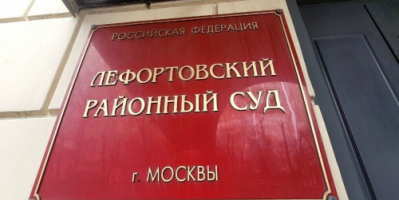 РОССИЙСКАЯ ФЕДЕРАЦИЯ
ЛЕФОРТОВСКИЙ
РАЙОННЫЙ СУД
г. МОСКВЫ